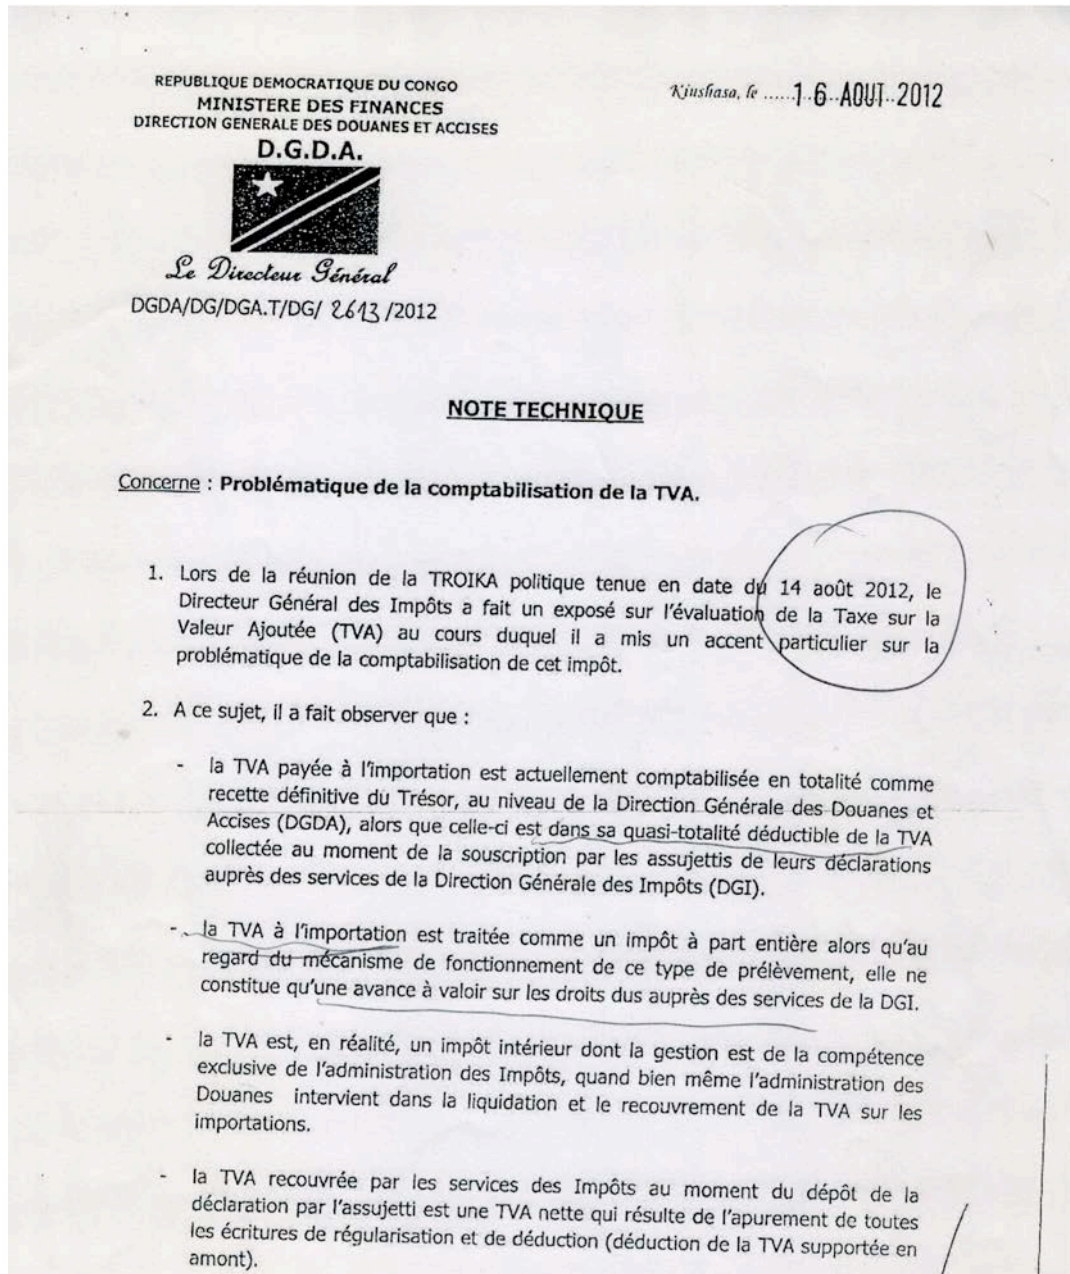 REPUBLIQUE DEMOCRATIQUE DU CONGO
MINISTERE DES FINANCES
DIRECTION GENERALE DES DOUANES ET ACCISES
D.G.D.A.
Le Directeur Général
DGDA/DG/DGA.T/DG/ 2613 /2012
Kinshasa, le ...... 16 AOUT 2012
NOTE TECHNIQUE
Concerne : Problématique de la comptabilisation de la TVA.
1. Lors de la réunion de la TROIKA politique tenue en date du 14 août 2012, le
Directeur Général des Impôts a fait un exposé sur l'évaluation de la Taxe sur la
Valeur Ajoutée (TVA) au cours duquel il a mis un accent particulier sur la
problématique de la comptabilisation de cet impôt.
2. A ce sujet, il a fait observer que :
- la TVA payée à l'importation est actuellement comptabilisée en totalité comme
recette définitive du Trésor, au niveau de la Direction Générale des Douanes et
Accises (DGDA), alors que celle-ci est dans sa quasi-totalité déductible de la TVA
collectée au moment de la souscription par les assujettis de leurs déclarations
auprès des services de la Direction Générale des Impôts (DGI).
- la TVA à l'importation est traitée comme un impôt à part entière alors qu'au
regard du mécanisme de fonctionnement de ce type de prélèvement, elle ne
constitue qu'une avance à valoir sur les droits dus auprès des services de la DGI.
- la TVA est, en réalité, un impôt intérieur dont la gestion est de la compétence
exclusive de l'administration des Impôts, quand bien même l'administration des
Douanes intervient dans la liquidation et le recouvrement de la TVA sur les
importations.
- la TVA recouvrée par les services des Impôts au moment du dépôt de la
déclaration par l'assujetti est une TVA nette qui résulte de l'apurement de toutes
les écritures de régularisation et de déduction (déduction de la TVA supportée en
amont).